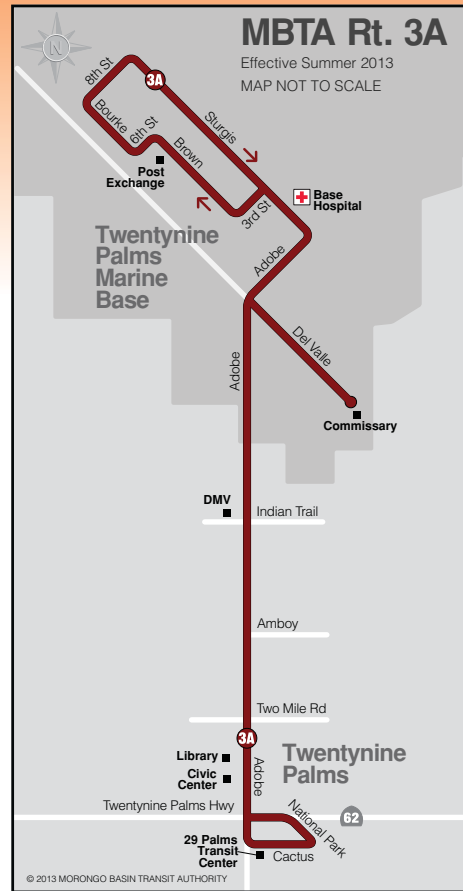 MBTA Rt. 3A
Effective Summer 2013
MAP NOT TO SCALE
N
8th St
3A
Bourke
6th St
Sturgis
Brown
Post
Exchange
3rd St
Base
Hospital
Twentynine
Palms
Marine
Base
Adobe
Adobe
Del Valle
Commissary
DMV
Indian Trail
Amboy
Two Mile Rd
3A
Library
Civic
Center
Adobe
Twentynine
Palms
Twentynine Palms Hwy
National Park
62
29 Palms
Transit
Center
Cactus
© 2013 MORONGO BASIN TRANSIT AUTHORITY